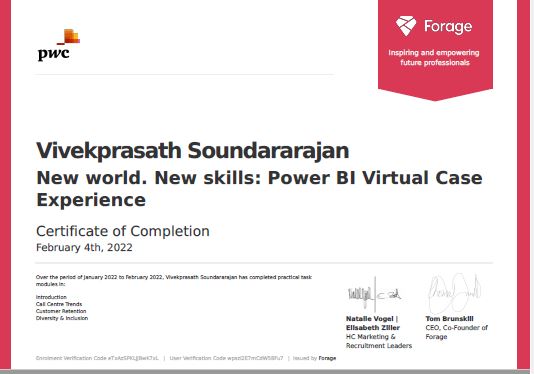 pwc
Forage
Inspiring and empowering
future professionals
Vivekprasath Soundararajan
New world. New skills: Power BI Virtual Case
Experience
Certificate of Completion
February 4th, 2022
Over the period of January 2022 to February 2022, Vivekprasath Soundararajan has completed practical task
modules in:
Introduction
Call Centre Trends
Customer Retention
Diversity & Inclusion
Natalie Vogel |
Elisabeth Ziller
HC Marketing &
Recruitment Leaders
Tom Brunskill
CEO, Co-Founder of
Forage
Enrolment Verification Code | User Verification Code | Issued by Forage